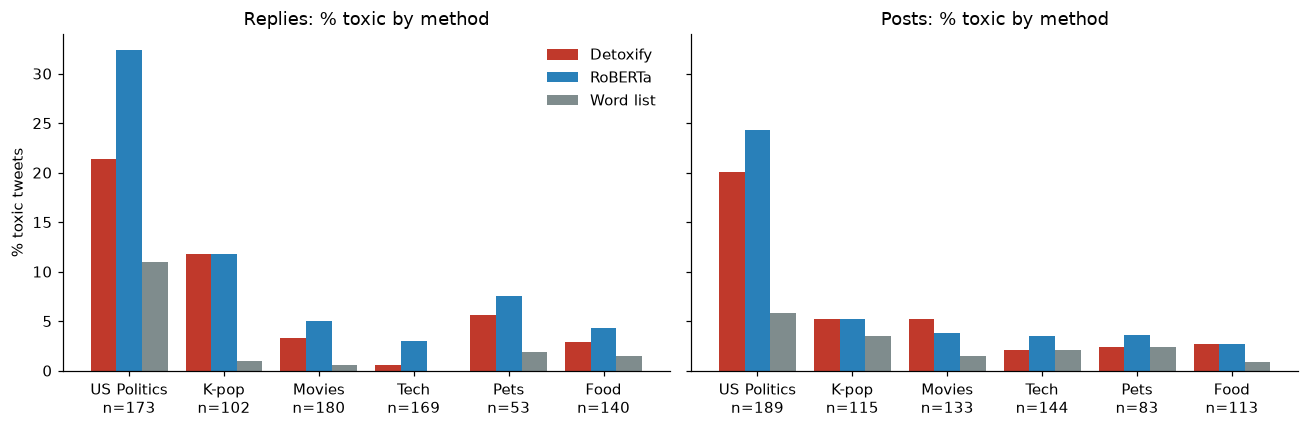 Replies: % toxic by method
Posts: % toxic by method
% toxic tweets
30
25
20
15
10
5
0
Detoxify
RoBERTa
Word list
US Politics K-pop Movies Tech Pets Food
n=173 n=102 n=180 n=169 n=53 n=140
US Politics K-pop Movies Tech Pets Food
n=189 n=115 n=133 n=144 n=83 n=113